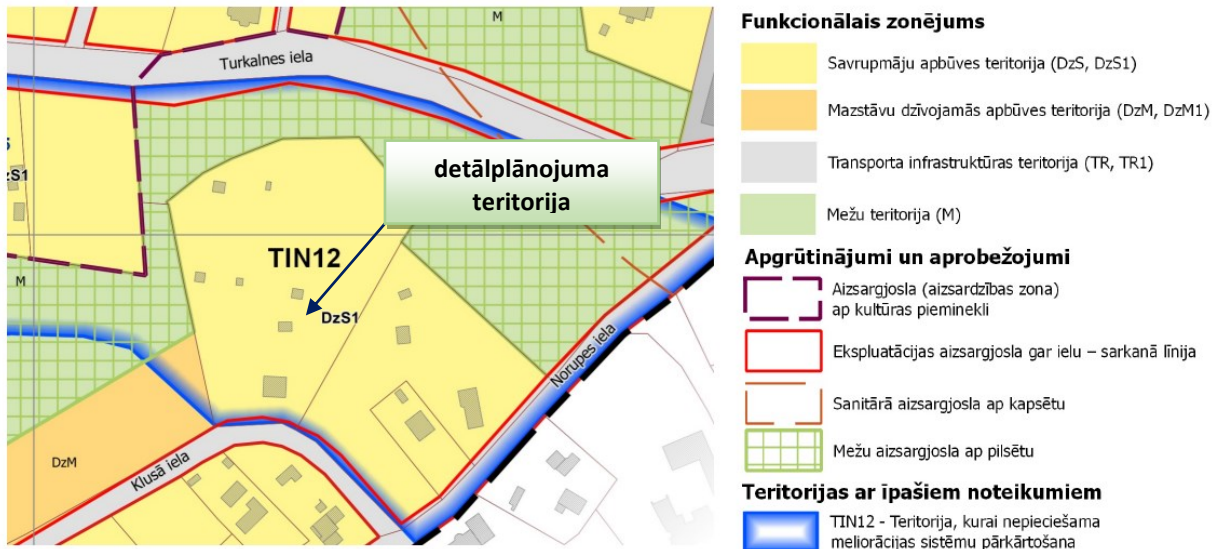 M
Turkalnes iela
zS1
detālplānojuma
teritorija
TIN12
M
DzS1
Norupes iela
DzM
Klusā iela
Funkcionālais zonējums
Savrupmāju apbūves teritorija (DzS, DzS1)
Mazstāvu dzīvojamās apbūves teritorija (DzM, DzM1)
Transporta infrastruktūras teritorija (TR, TR1)
Mežu teritorija (M)
Apgrūtinājumi un aprobežojumi
Aizsargjosla (aizsardzības zona)
ap kultūras pieminekli
Ekspluatācijas aizsargjosla gar ielu – sarkanā līnija
Sanitārā aizsargjosla ap kapsētu
Mežu aizsargjosla ap pilsētu
Teritorijas ar īpašiem noteikumiem
TIN12 - Teritorija, kurai nepieciešama
meliorācijas sistēmu pārkārtošana